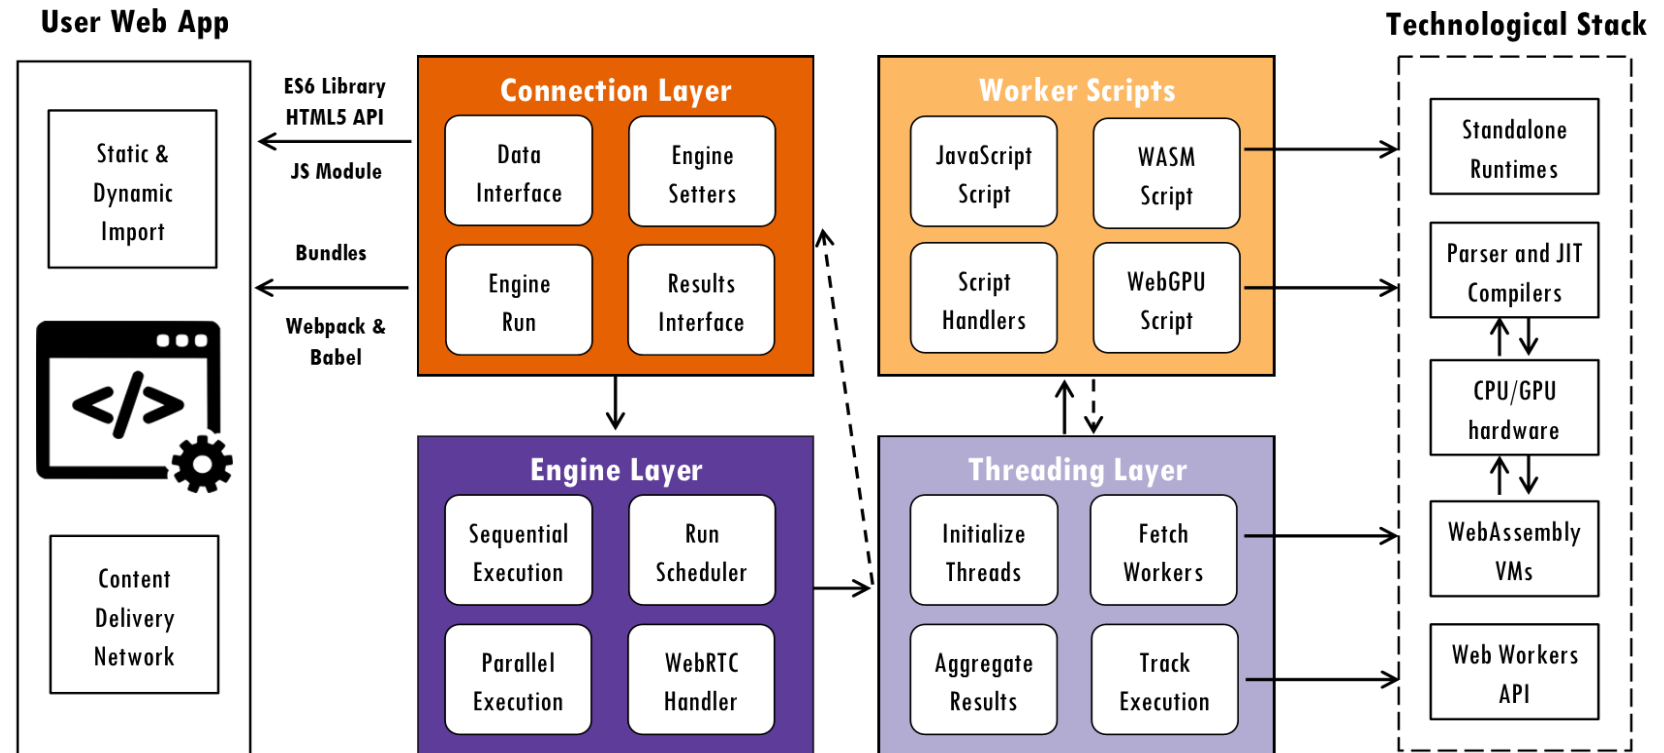 User Web App
Static &
Dynamic
Import
</>
Content
Delivery
Network
ES6 Library
HTML5 API
JS Module
Bundles
Webpack &
Babel
Connection Layer
Data
Interface
Engine
Setters
Engine
Run
Results
Interface
Engine Layer
Sequential
Execution
Run
Scheduler
Parallel
Execution
WebRTC
Handler
Worker Scripts
JavaScript
Script
WASM
Script
Script
Handlers
WebGPU
Script
Threading Layer
Initialize
Threads
Fetch
Workers
Aggregate
Results
Track
Execution
Technological Stack
Standalone
Runtimes
Parser and JIT
Compilers
CPU/GPU
hardware
WebAssembly
VMs
Web Workers
API